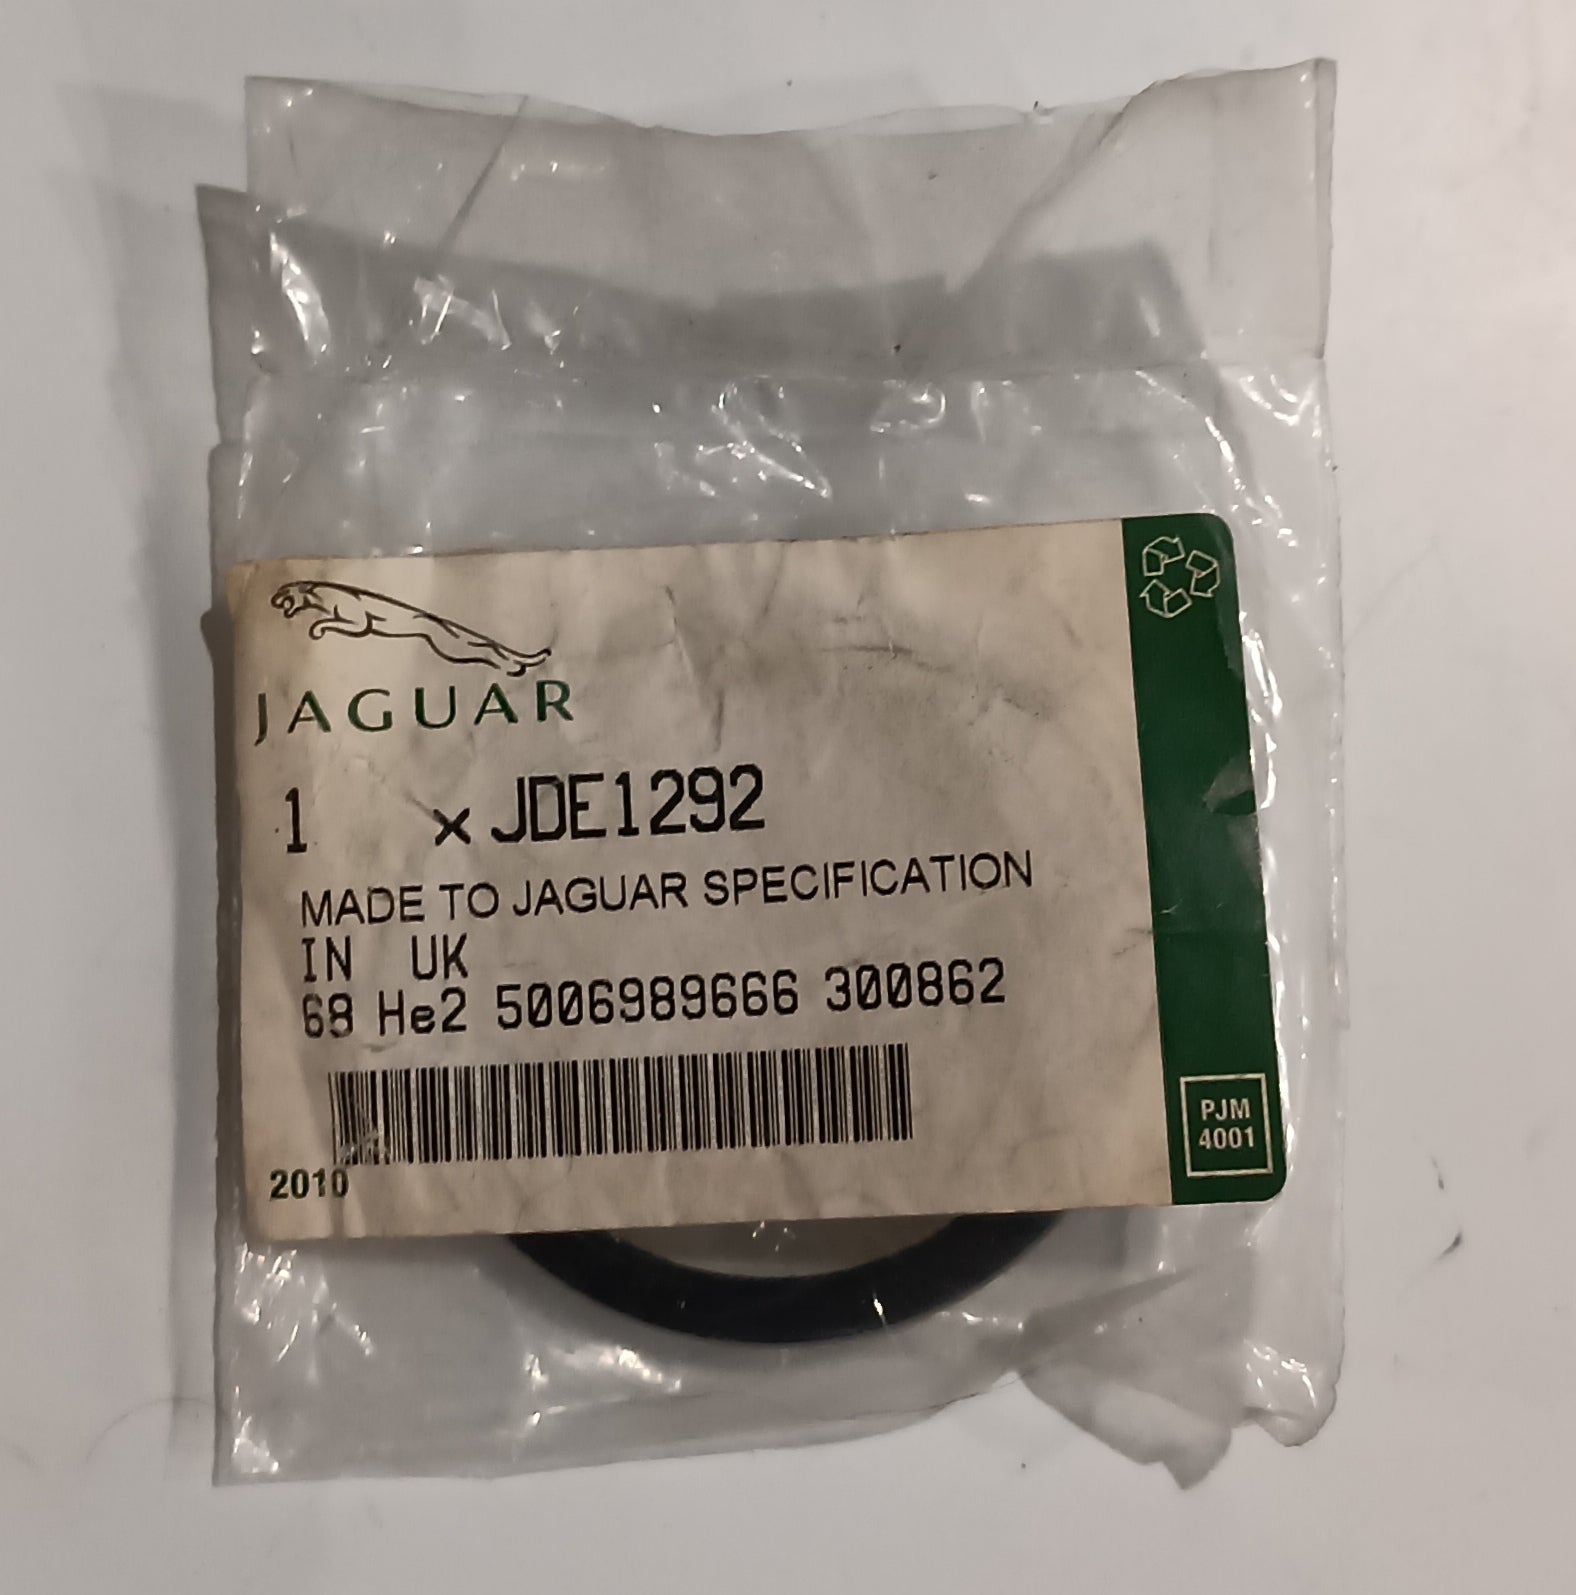 JAGUAR
1 x JDE1292
MADE TO JAGUAR SPECIFICATION
IN UK
68 He2 5006989666 300862
2010
PJM
4001